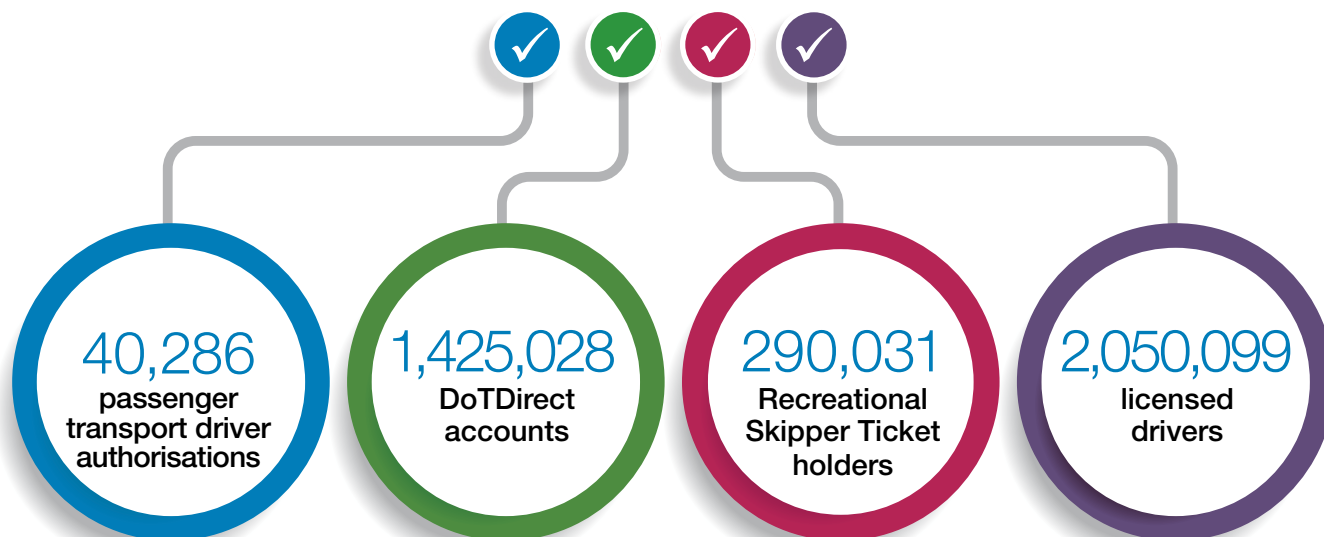 40,286
passenger
transport driver
authorisations
1,425,028
DoTDirect
accounts
290,031
Recreational
Skipper Ticket
holders
2,050,099
licensed
drivers